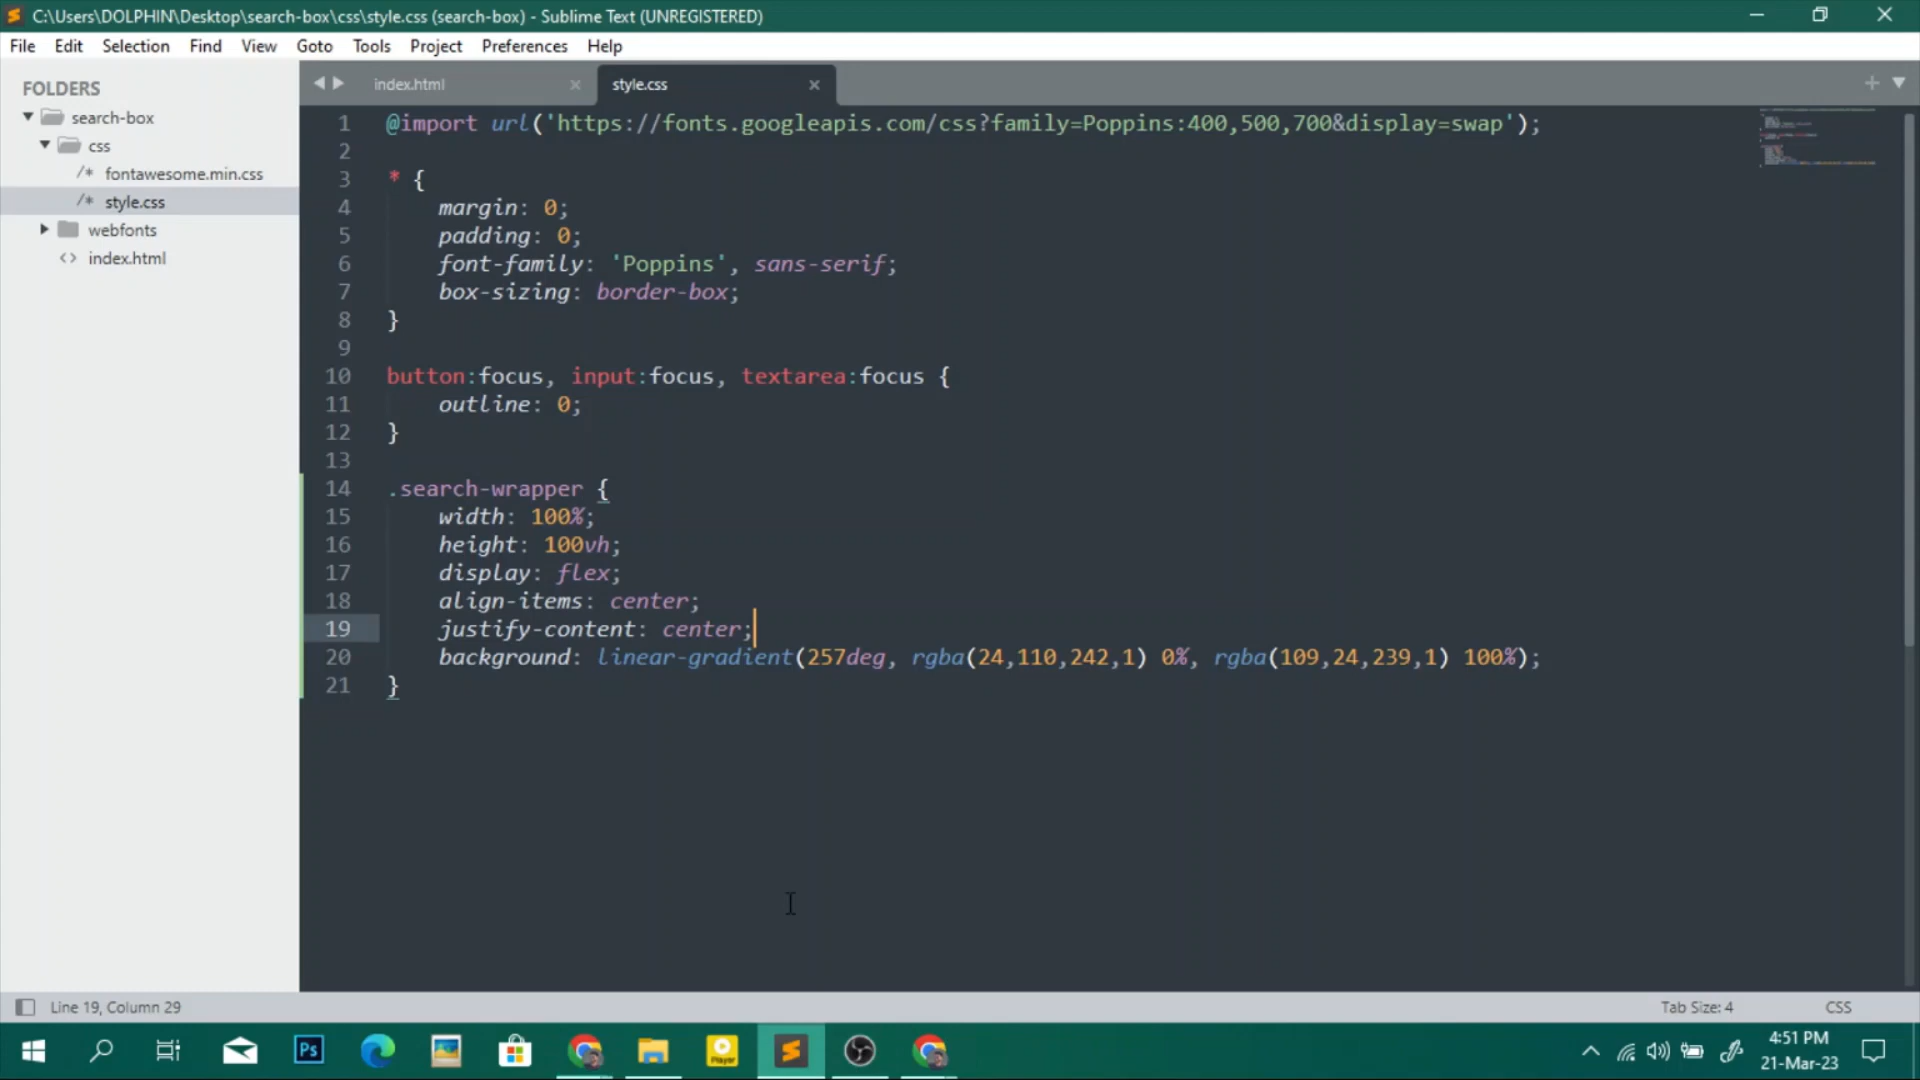 C:\Users\DOLPHIN\Desktop\search-box\css\style.css (search-box) - Sublime Text (UNREGISTERED)
File Edit Selection Find View Goto Tools Project Preferences Help
FOLDERS
search-box
css
/* fontawesome.min.css
/* style.css
webfonts
<> index.html
index.html
style.css
1 @import url('https://fonts.googleapis.com/css?family=Poppins:400,500,700&display=swap');
2
3 * {
4 margin: 0;
5 padding: 0;
6 font-family: 'Poppins', sans-serif;
7 box-sizing: border-box;
8 }
9
10 button:focus, input:focus, textarea:focus {
11 outline: 0;
12 }
13
14 .search-wrapper {
15 width: 100%;
16 height: 100vh;
17 display: flex;
18 align-items: center;
19 justify-content: center;
20 background: linear-gradient(257deg, rgba(24,110,242,1) 0%, rgba(109,24,239,1) 100%);
21 }
Line 19, Column 29
Tab Size: 4
CSS
Ps
Player
4:51 PM
21-Mar-23